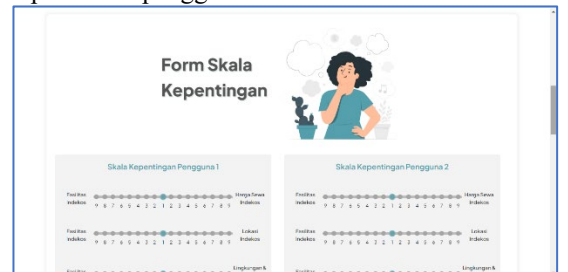 Form Skala
Kepentingan
Skala Kepentingan Pengguna 1
Fasilitas Indekos
9 8 7 6 5 4 3 2 1 2 3 4 5 6 7 8 9
Harga Sewa Indekos
Fasilitas Indekos
9 8 7 6 5 4 3 2 1 2 3 4 5 6 7 8 9
Lokasi Indekos
Fasilitas
Lingkungan &
Skala Kepentingan Pengguna 2
Fasilitas Indekos
9 8 7 6 5 4 3 2 1 2 3 4 5 6 7 8 9
Harga Sewa Indekos
Fasilitas Indekos
9 8 7 6 5 4 3 2 1 2 3 4 5 6 7 8 9
Lokasi Indekos
Fasilitas
Lingkungan &